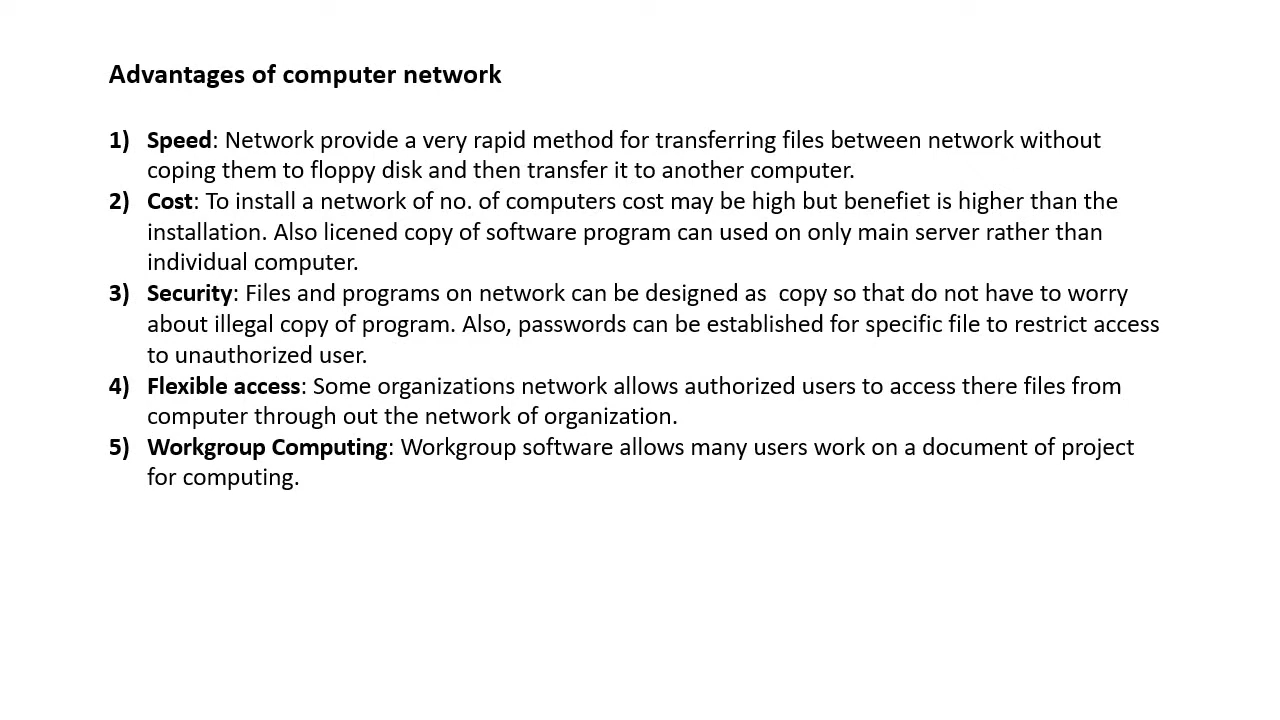 Advantages of computer network
1) Speed: Network provide a very rapid method for transferring files between network without
coping them to floppy disk and then transfer it to another computer.
2) Cost: To install a network of no. of computers cost may be high but benefiet is higher than the
installation. Also licened copy of software program can used on only main server rather than
individual computer.
3) Security: Files and programs on network can be designed as  copy so that do not have to worry
about illegal copy of program. Also, passwords can be established for specific file to restrict access
to unauthorized user.
4) Flexible access: Some organizations network allows authorized users to access there files from
computer through out the network of organization.
5) Workgroup Computing: Workgroup software allows many users work on a document of project
for computing.